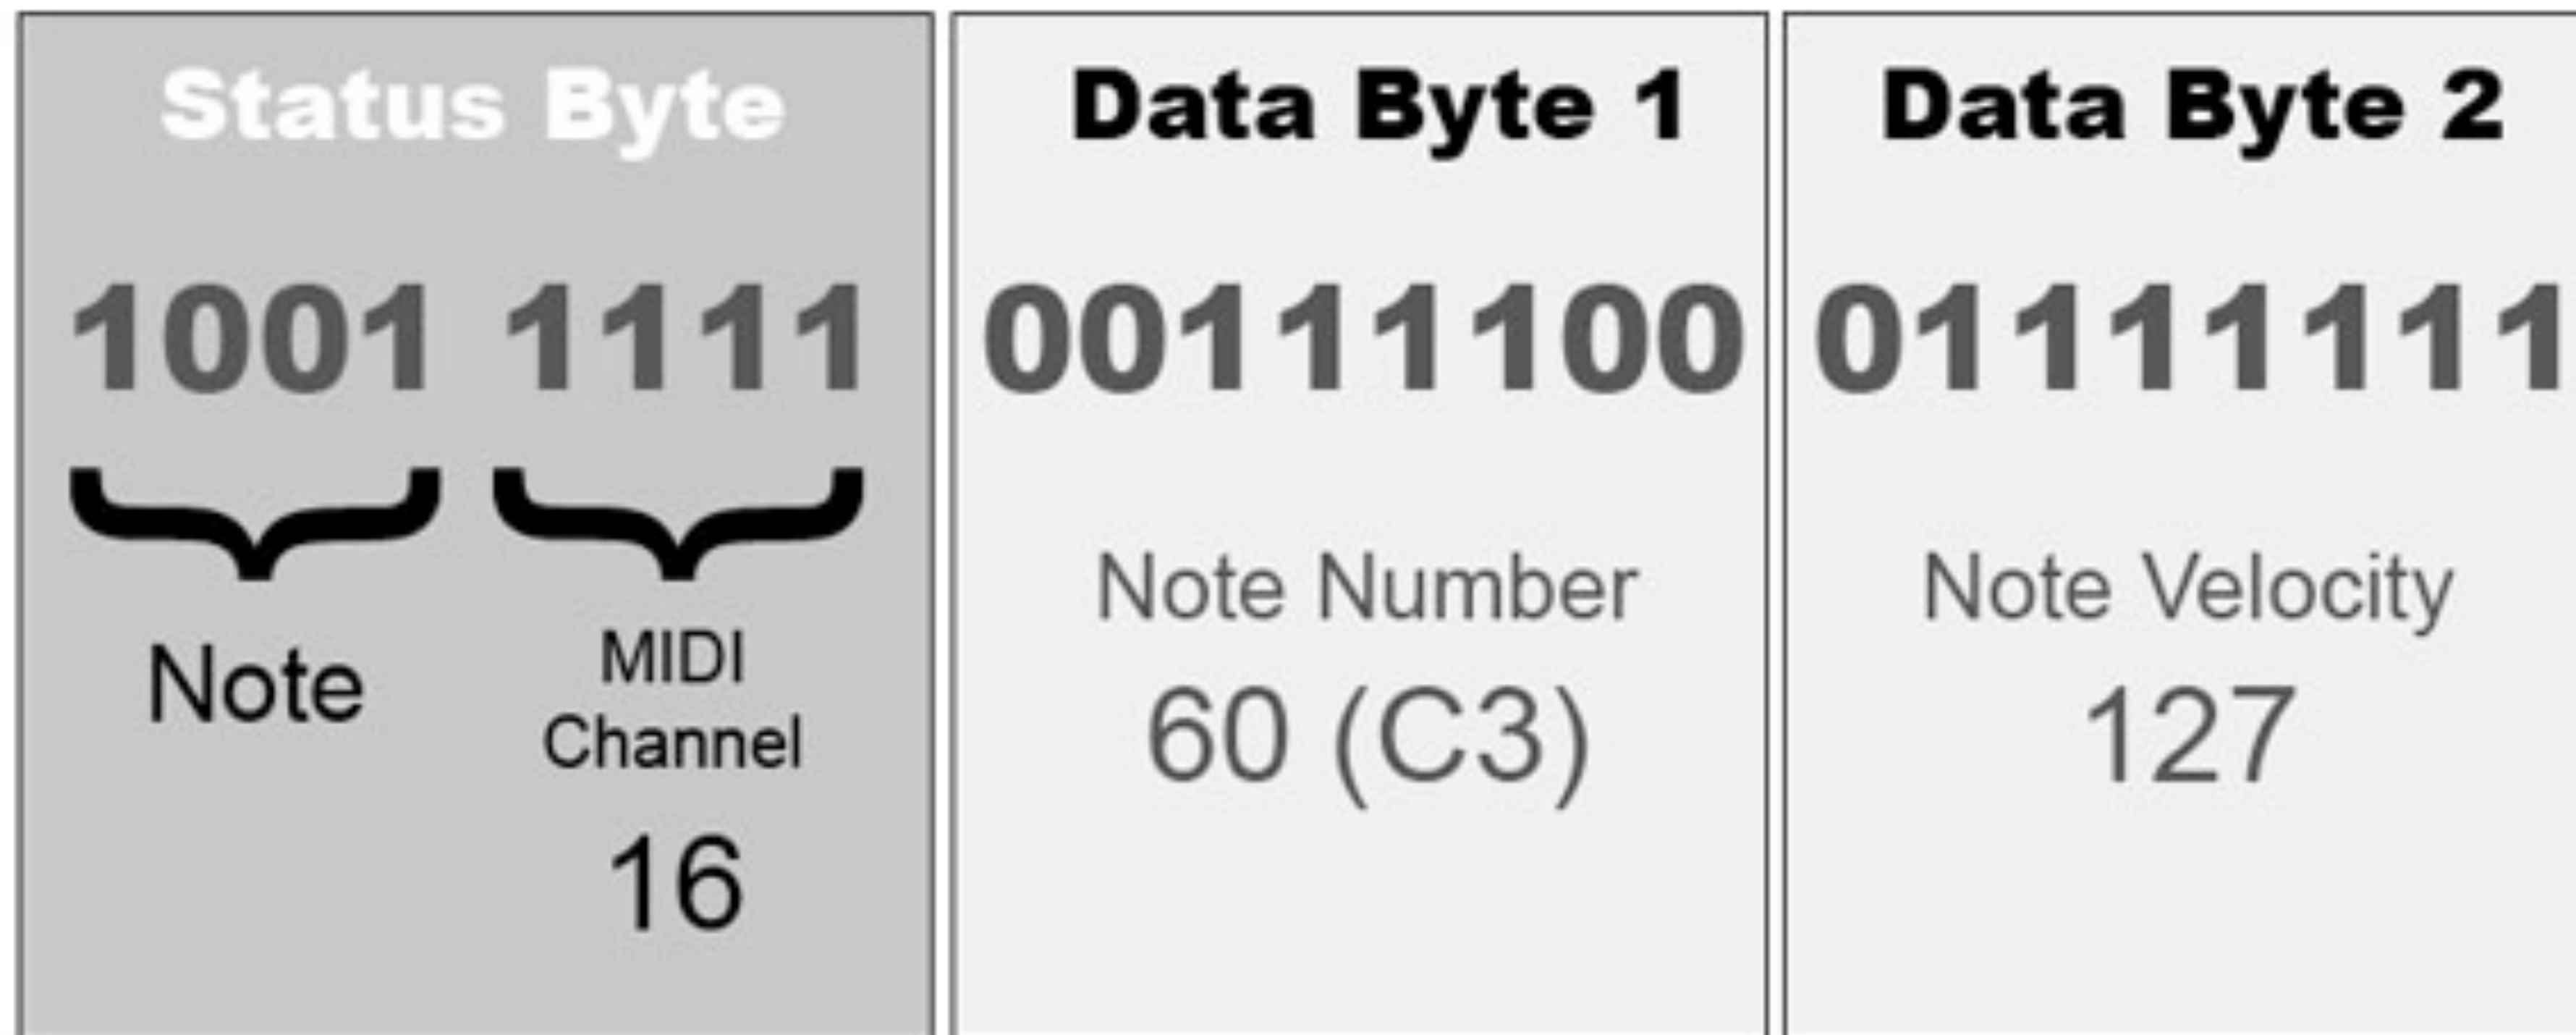 Status Byte
1001 1111
Note
MIDI
Channel
16
Data Byte 1
00111100
Note Number
60 (C3)
Data Byte 2
01111111
Note Velocity
127